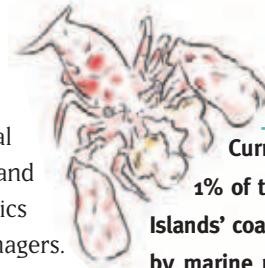 al
and
ics
nagers.
Curr
1% of t
Islands' coa
by marine r